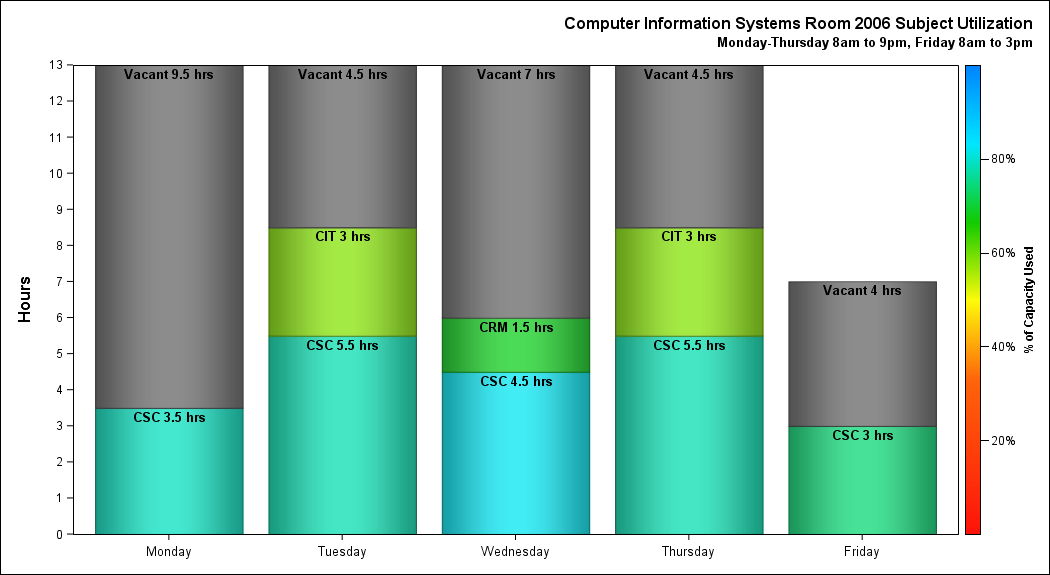 Computer Information Systems Room 2006 Subject Utilization
Monday-Thursday 8am to 9pm, Friday 8am to 3pm
Hours
13
12
11
10
9
8
7
6
5
4
3
2
1
0
Vacant 9.5 hrs
CSC 3.5 hrs
Vacant 4.5 hrs
CIT 3 hrs
CSC 5.5 hrs
Vacant 7 hrs
CRM 1.5 hrs
CSC 4.5 hrs
Vacant 4.5 hrs
CIT 3 hrs
CSC 5.5 hrs
Vacant 4 hrs
CSC 3 hrs
Monday
Tuesday
Wednesday
Thursday
Friday
80%
60%
40%
20%
% of Capacity Used